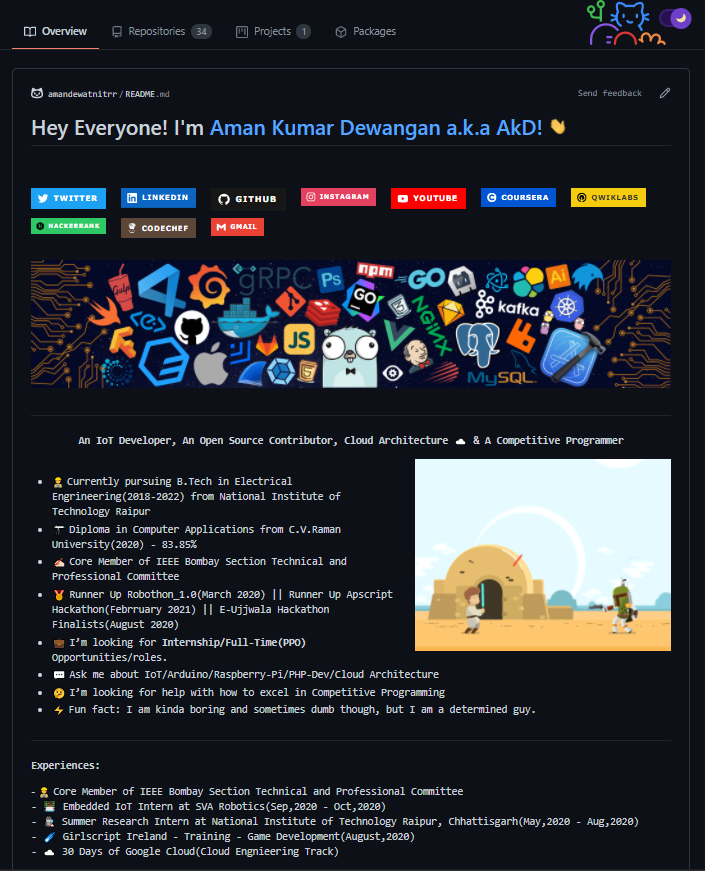 Overview Repositories 34 Projects 1 Packages
amandewatnitrr/README.md Send feedback
Hey Everyone! I'm Aman Kumar Dewangan a.k.a AkD!
TWITTER LINKEDIN GITHUB INSTAGRAM YOUTUBE COURSERA QWIKLABS
HACKERRANK CODECHEF GMAIL
Gulp gRPC Ps npm GO Ai
GO kafka
JS NGINX
MySQL
An IoT Developer, An Open Source Contributor, Cloud Architecture & A Competitive Programmer
Currently pursuing B.Tech in Electrical
Engrineering(2018-2022) from National Institute of
Technology Raipur
Diploma in Computer Applications from C.V.Raman
University(2020) - 83.85%
Core Member of IEEE Bombay Section Technical and
Professional Committee
Runner Up Robothon_1.0(March 2020) || Runner Up Apscript
Hackathon(Febrruary 2021) || E-Ujjwala Hackathon
Finalists(August 2020)
I'm looking for Internship/Full-Time(PPO)
Opportunities/roles.
Ask me about IoT/Arduino/Raspberry-Pi/PHP-Dev/Cloud Architecture
I'm looking for help with how to excel in Competitive Programming
Fun fact: I am kinda boring and sometimes dumb though, but I am a determined guy.
Experiences:
- Core Member of IEEE Bombay Section Technical and Professional Committee
- Embedded IoT Intern at SVA Robotics(Sep,2020 - Oct,2020)
- Summer Research Intern at National Institute of Technology Raipur, Chhattisgarh(May,2020 - Aug,2020)
- Girlscript Ireland - Training - Game Development(August,2020)
- 30 Days of Google Cloud(Cloud Engnieering Track)